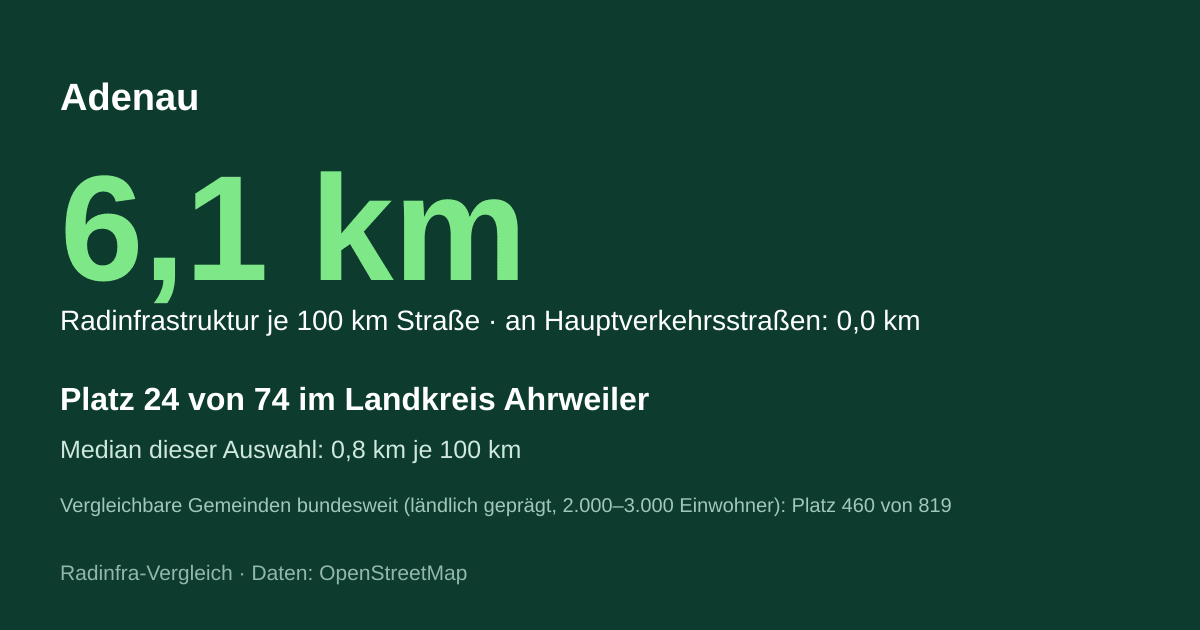 Adenau
6,1 km
Radinfrastruktur je 100 km Straße · an Hauptverkehrsstraßen: 0,0 km
Platz 24 von 74 im Landkreis Ahrweiler
Median dieser Auswahl: 0,8 km je 100 km
Vergleichbare Gemeinden bundesweit (ländlich geprägt, 2.000–3.000 Einwohner): Platz 460 von 819
Radinfra-Vergleich · Daten: OpenStreetMap